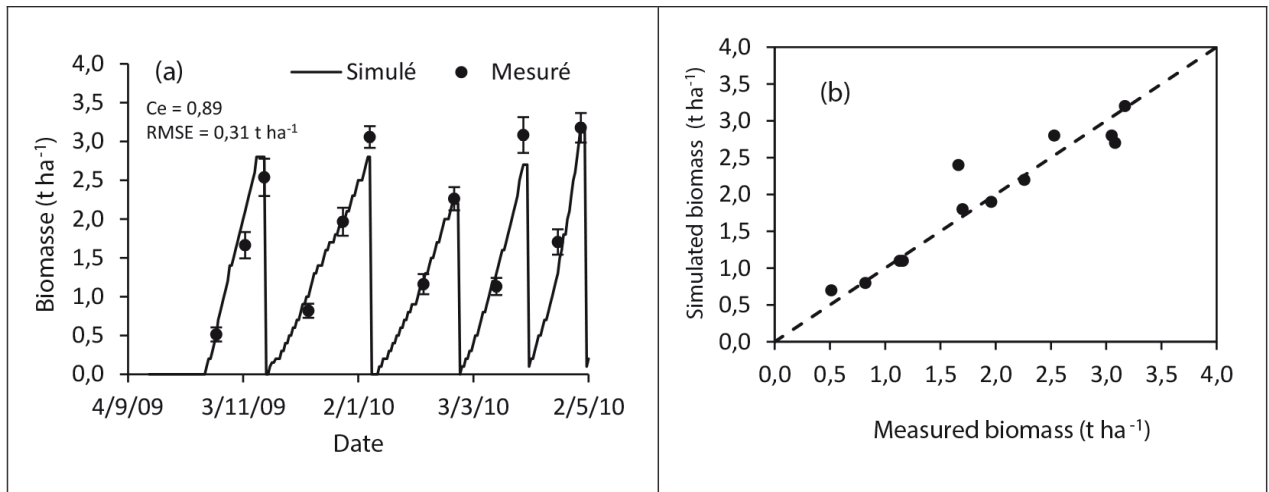 (a)
Simulé
Mesuré
Ce = 0,89
RMSE = 0,31 t ha-1
Biomasse (t ha-1)
4,0
3,5
3,0
2,5
2,0
1,5
1,0
0,5
0,0
4/9/09 3/11/09 2/1/10 3/3/10 2/5/10
Date
(b)
Simulated biomass (t ha-1)
4,0
3,5
3,0
2,5
2,0
1,5
1,0
0,5
0,0
0,0 0,5 1,0 1,5 2,0 2,5 3,0 3,5 4,0
Measured biomass (t ha-1)